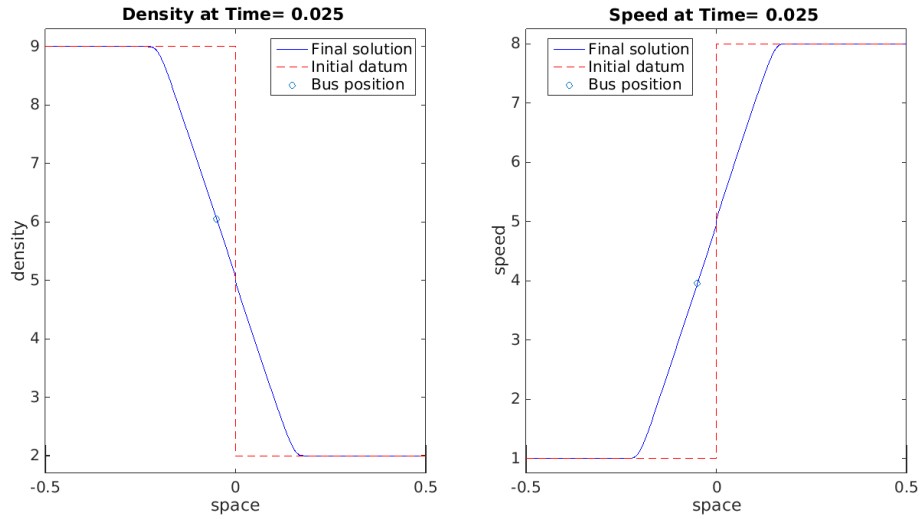 Density at Time= 0.025
9
8
7
6
5
4
3
2
density
-0.5
0
0.5
space
Final solution
Initial datum
Bus position
Speed at Time= 0.025
8
7
6
5
4
3
2
1
speed
-0.5
0
0.5
space
Final solution
Initial datum
Bus position